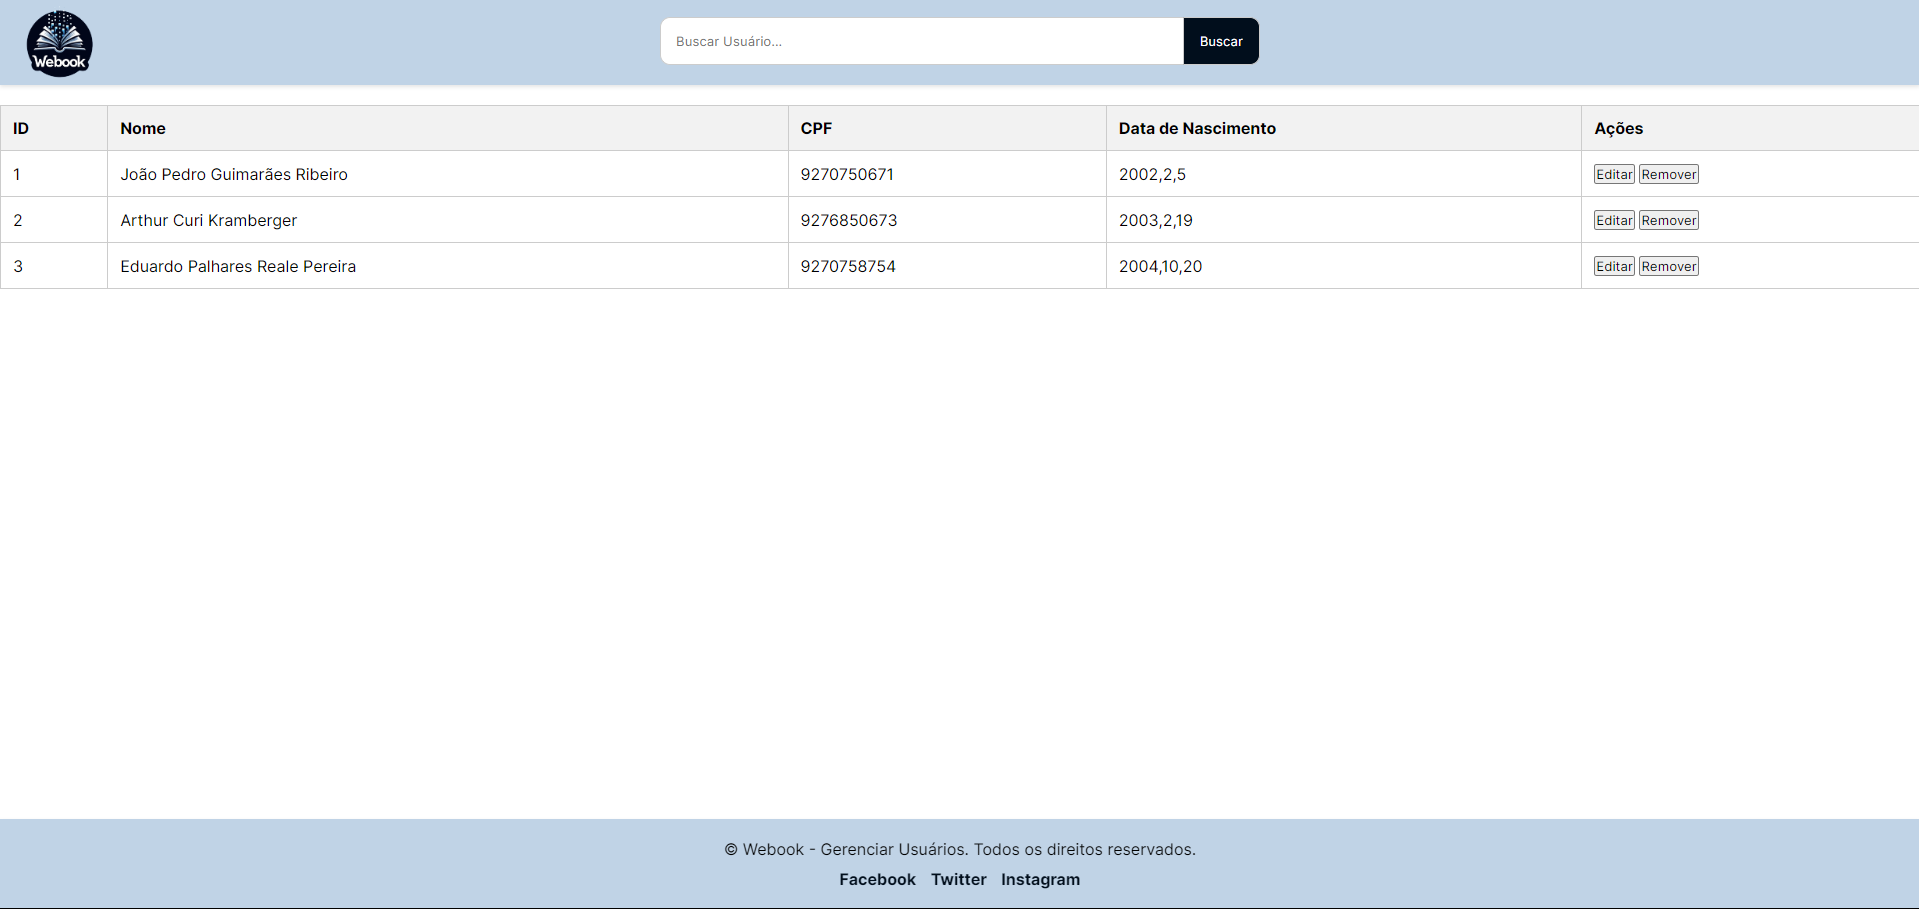 Webook
Buscar Usuário...
Buscar
ID Nome CPF Data de Nascimento Ações
1 João Pedro Guimarães Ribeiro 9270750671 2002,2,5 Editar Remover
2 Arthur Curi Kramberger 9276850673 2003,2,19 Editar Remover
3 Eduardo Palhares Reale Pereira 9270758754 2004,10,20 Editar Remover
© Webook - Gerenciar Usuários. Todos os direitos reservados.
Facebook Twitter Instagram